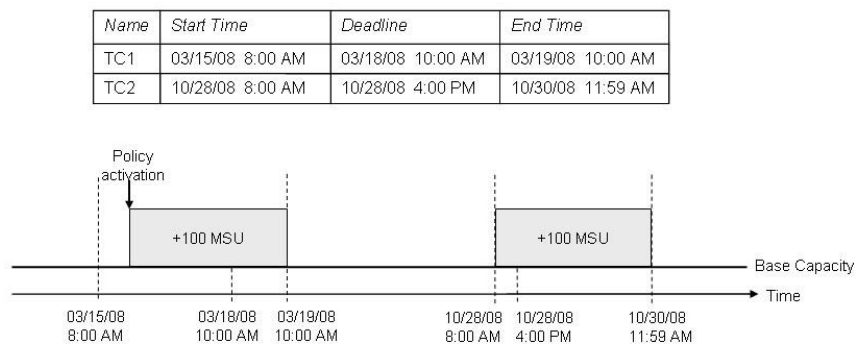 Name Start Time Deadline End Time
TC1 03/15/08 8:00 AM 03/18/08 10:00 AM 03/19/08 10:00 AM
TC2 10/28/08 8:00 AM 10/28/08 4:00 PM 10/30/08 11:59 AM
Policy
activation
+100 MSU +100 MSU
Base Capacity
Time
03/15/08 03/18/08 03/19/08 10/28/08 10/28/08 10/30/08
8:00 AM 10:00 AM 10:00 AM 8:00 AM 4:00 PM 11:59 AM